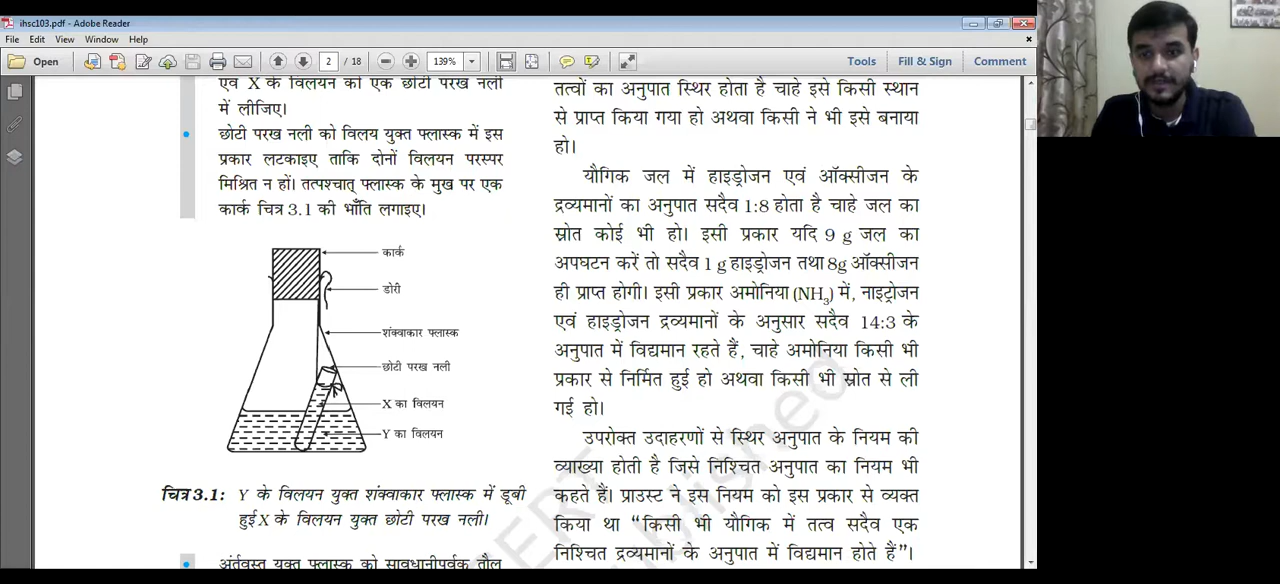 ihsc103.pdf - Adobe Reader
File Edit View Window Help
Open
2 / 18
139%
Tools Fill & Sign Comment
एवं X के विलयन को एक छोटी परख नली
में लीजिए।
• छोटी परख नली को विलय युक्त फ्लास्क में इस
प्रकार लटकाइए ताकि दोनों विलयन परस्पर
मिश्रित न हों। तत्पश्चात् फ्लास्क के मुख पर एक
कार्क चित्र 3.1 की भाँति लगाइए।
कार्क
डोरी
शंक्वाकार फ्लास्क
छोटी परख नली
X का विलयन
Y का विलयन
चित्र 3.1: Y के विलयन युक्त शंक्वाकार फ्लास्क में डूबी
हुई X के विलयन युक्त छोटी परख नली।
• अंर्तवस्तु युक्त फ्लास्क को सावधानीपूर्वक तौल
तत्वों का अनुपात स्थिर होता है चाहे इसे किसी स्थान
से प्राप्त किया गया हो अथवा किसी ने भी इसे बनाया
हो।
यौगिक जल में हाइड्रोजन एवं ऑक्सीजन के
द्रव्यमानों का अनुपात सदैव 1:8 होता है चाहे जल का
स्रोत कोई भी हो। इसी प्रकार यदि 9 g जल का
अपघटन करें तो सदैव 1 g हाइड्रोजन तथा 8g ऑक्सीजन
ही प्राप्त होगी। इसी प्रकार अमोनिया (NH₃) में, नाइट्रोजन
एवं हाइड्रोजन द्रव्यमानों के अनुसार सदैव 14:3 के
अनुपात में विद्यमान रहते हैं, चाहे अमोनिया किसी भी
प्रकार से निर्मित हुई हो अथवा किसी भी स्रोत से ली
गई हो।
उपरोक्त उदाहरणों से स्थिर अनुपात के नियम की
व्याख्या होती है जिसे निश्चित अनुपात का नियम भी
कहते हैं। प्राउस्ट ने इस नियम को इस प्रकार से व्यक्त
किया था “किसी भी यौगिक में तत्व सदैव एक
निश्चित द्रव्यमानों के अनुपात में विद्यमान होते हैं”।